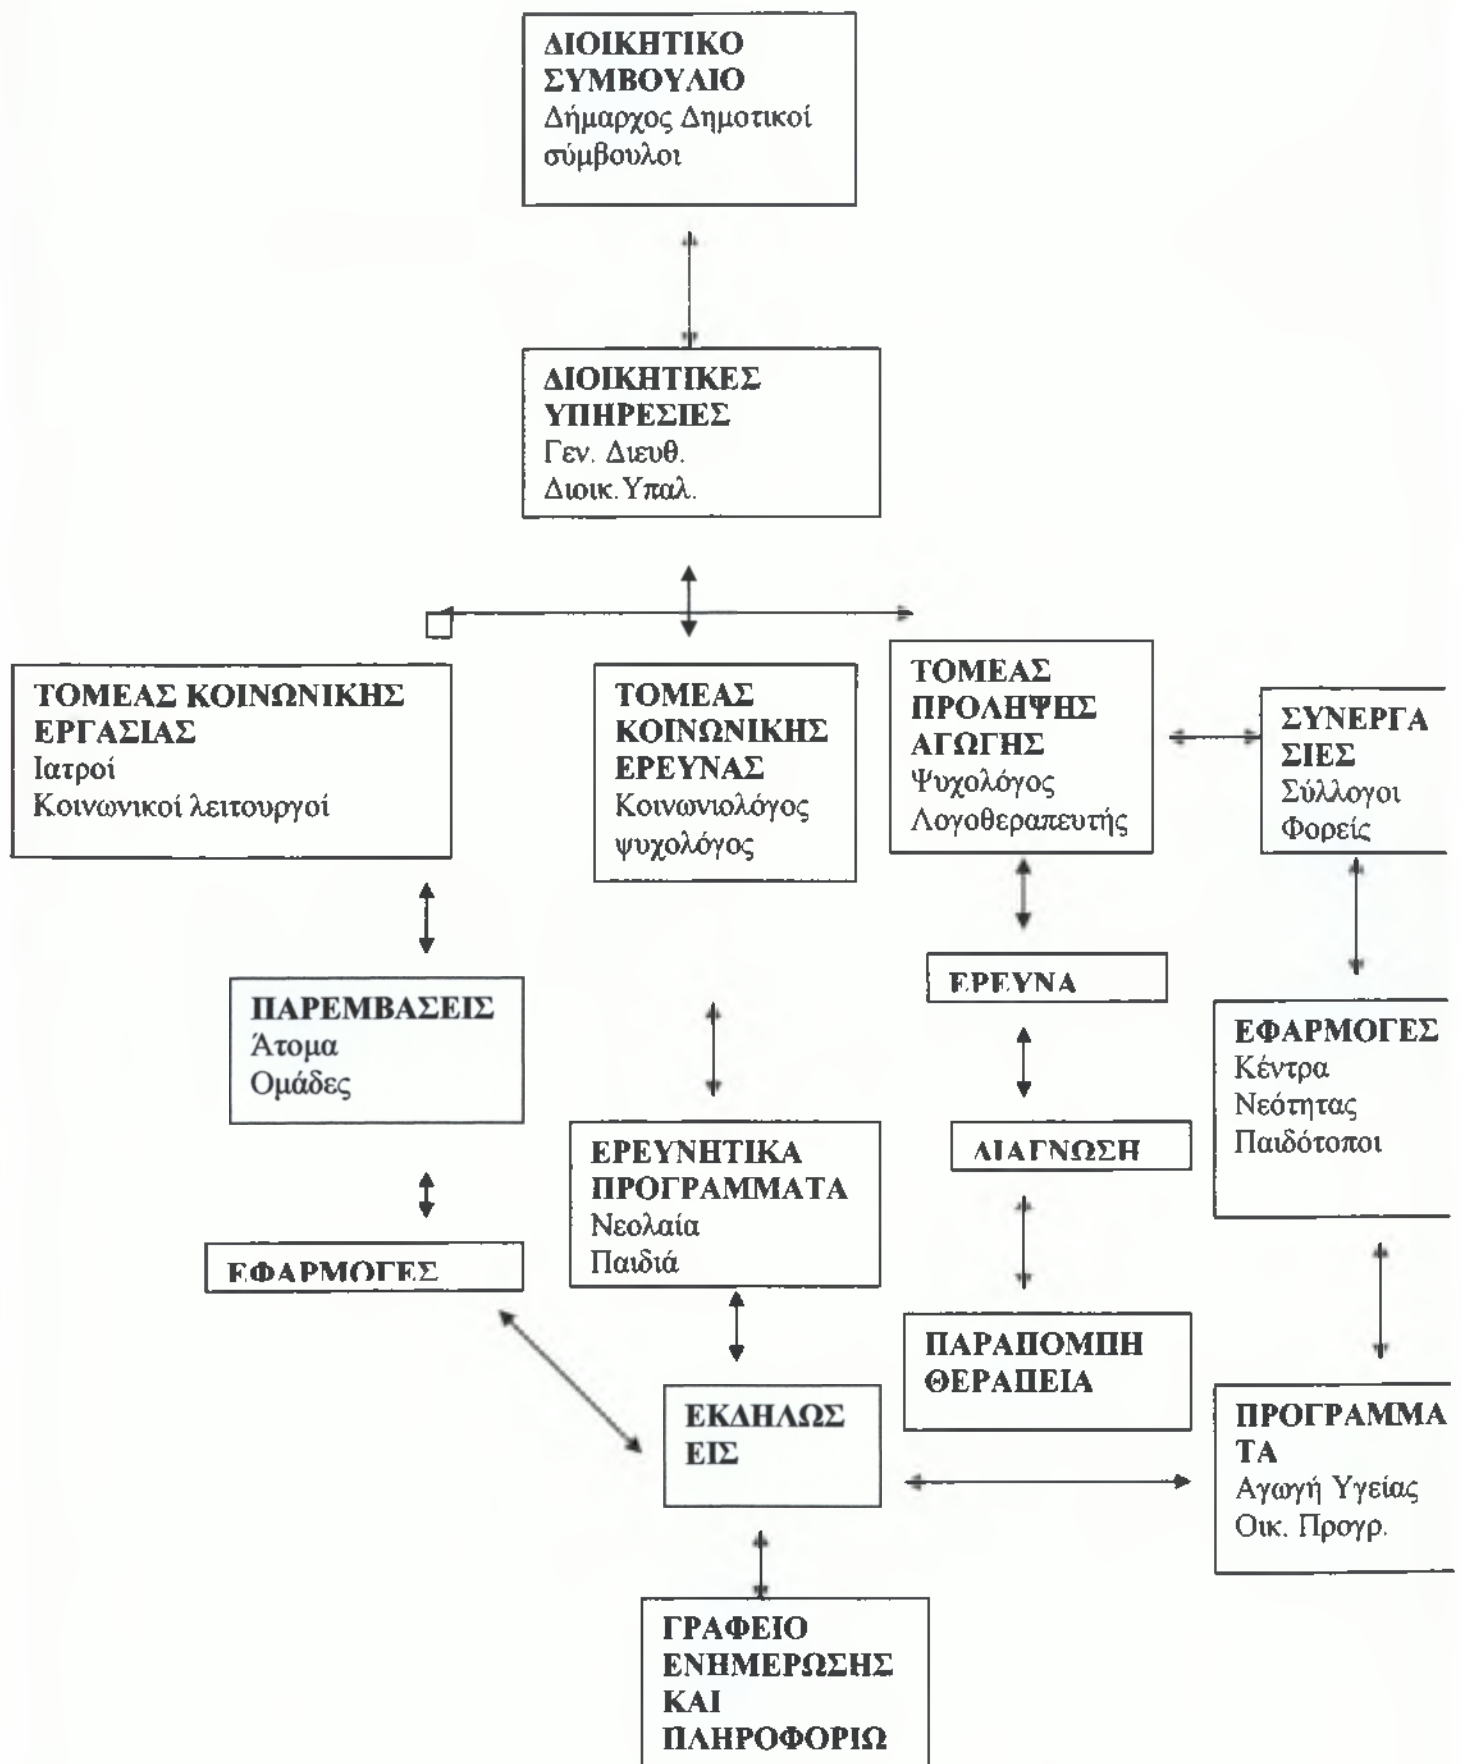 ΔΙΟΙΚΗΤΙΚΟ
ΣΥΜΒΟΥΛΙΟ
Δήμαρχος Δημοτικοί
σύμβουλοι
ΔΙΟΙΚΗΤΙΚΕΣ
ΥΠΗΡΕΣΙΕΣ
Γεν. Διευθ.
Διοικ.Υπαλ.
ΤΟΜΕΑΣ ΚΟΙΝΩΝΙΚΗΣ
ΕΡΓΑΣΙΑΣ
Ιατροί
Κοινωνικοί λειτουργοί
ΤΟΜΕΑΣ
ΚΟΙΝΩΝΙΚΗΣ
ΕΡΕΥΝΑΣ
Κοινωνιολόγος
ψυχολόγος
ΤΟΜΕΑΣ
ΠΡΟΛΗΨΗΣ
ΑΓΩΓΗΣ
Ψυχολόγος
Λογοθεραπευτής
ΣΥΝΕΡΓΑ
ΣΙΕΣ
Σύλλογοι
Φορείς
ΠΑΡΕΜΒΑΣΕΙΣ
Άτομα
Ομάδες
ΕΡΕΥΝΑ
ΕΦΑΡΜΟΓΕΣ
Κέντρα
Νεότητας
Παιδότοποι
ΕΡΕΥΝΗΤΙΚΑ
ΠΡΟΓΡΑΜΜΑΤΑ
Νεολαία
Παιδιά
ΔΙΑΓΝΩΣΗ
ΕΦΑΡΜΟΓΕΣ
ΠΑΡΑΠΟΜΠΗ
ΘΕΡΑΠΕΙΑ
ΕΚΔΗΛΩΣ
ΕΙΣ
ΠΡΟΓΡΑΜΜΑ
ΤΑ
Αγωγή Υγείας
Οικ. Προγρ.
ΓΡΑΦΕΙΟ
ΕΝΗΜΕΡΩΣΗΣ
ΚΑΙ
ΠΛΗΡΟΦΟΡΙΩ